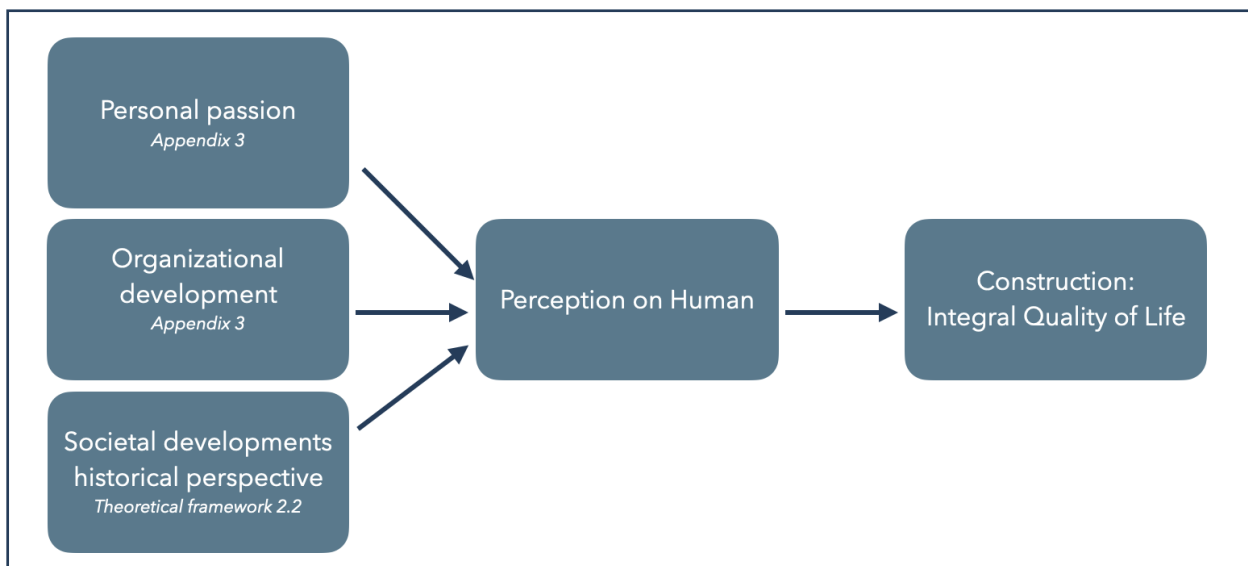 Personal passion
Appendix 3
Organizational
development
Appendix 3
Societal developments
historical perspective
Theoretical framework 2.2
Perception on Human
Construction:
Integral Quality of Life